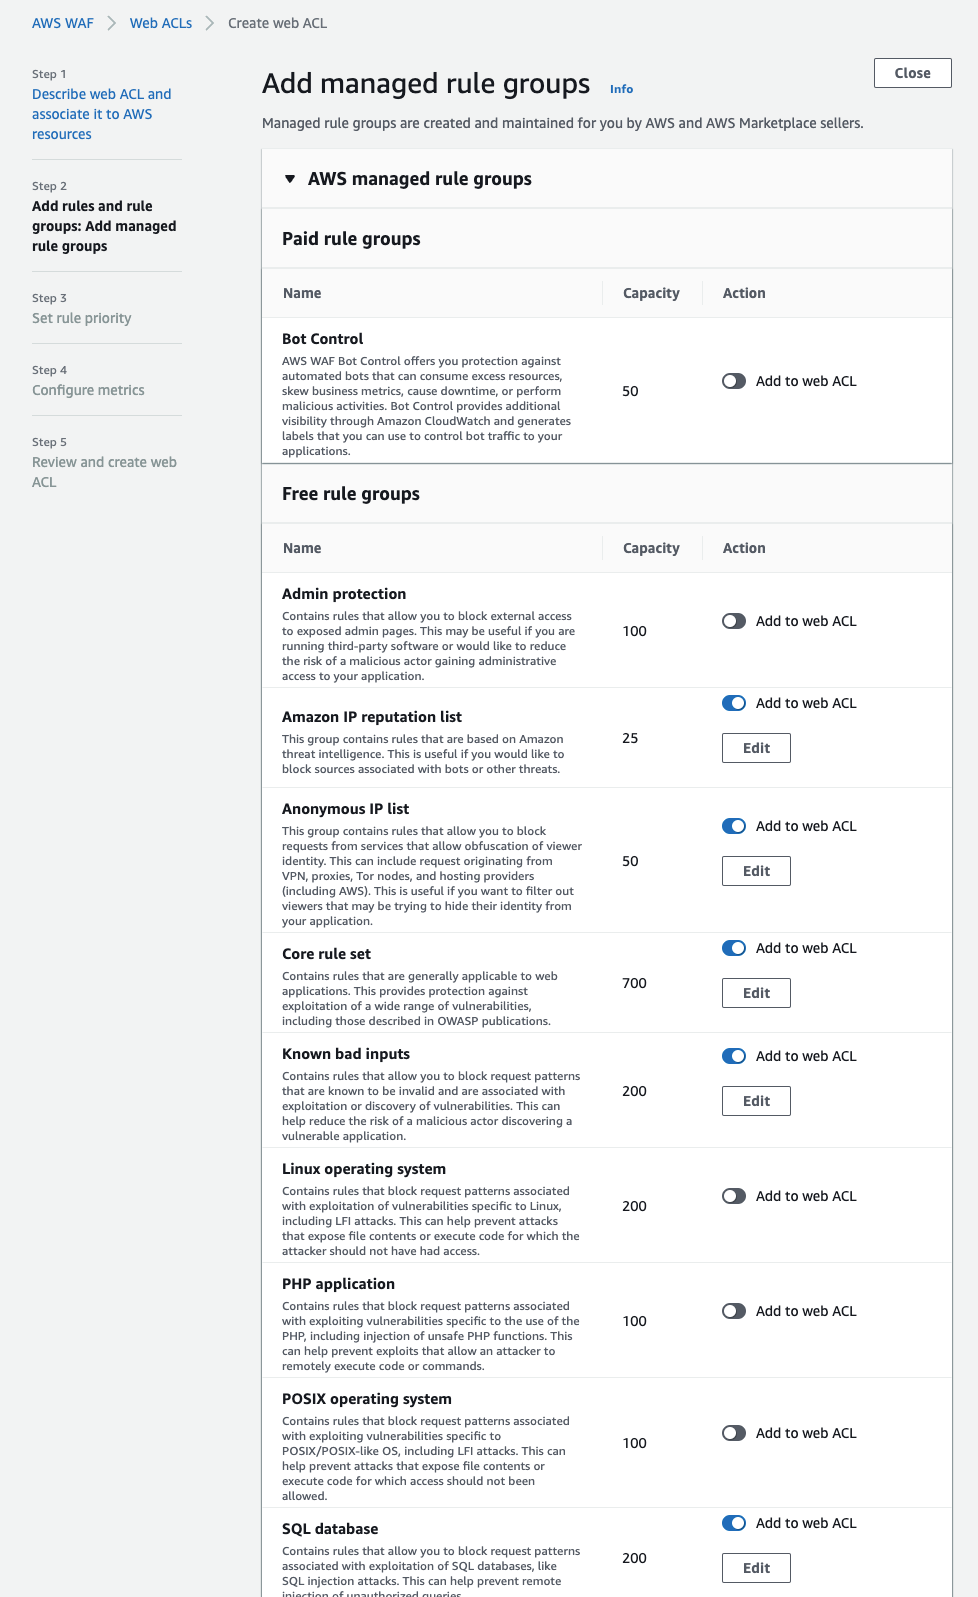 AWS WAF > Web ACLs > Create web ACL
Step 1
Describe web ACL and
associate it to AWS
resources
Step 2
Add rules and rule
groups: Add managed
rule groups
Step 3
Set rule priority
Step 4
Configure metrics
Step 5
Review and create web
ACL
Add managed rule groups Info
Close
Managed rule groups are created and maintained for you by AWS and AWS Marketplace sellers.
AWS managed rule groups
Paid rule groups
Name Capacity Action
Bot Control
AWS WAF Bot Control offers you protection against
automated bots that can consume excess resources,
skew business metrics, cause downtime, or perform
malicious activities. Bot Control provides additional
visibility through Amazon CloudWatch and generates
labels that you can use to control bot traffic to your
applications.
50
Add to web ACL
Free rule groups
Name Capacity Action
Admin protection
Contains rules that allow you to block external access
to exposed admin pages. This may be useful if you are
running third-party software or would like to reduce
the risk of a malicious actor gaining administrative
access to your application.
100
Add to web ACL
Amazon IP reputation list
This group contains rules that are based on Amazon
threat intelligence. This is useful if you would like to
block sources associated with bots or other threats.
25
Add to web ACL
Edit
Anonymous IP list
This group contains rules that allow you to block
requests from services that allow obfuscation of viewer
identity. This can include request originating from
VPN, proxies, Tor nodes, and hosting providers
(including AWS). This is useful if you want to filter out
viewers that may be trying to hide their identity from
your application.
50
Add to web ACL
Edit
Core rule set
Contains rules that are generally applicable to web
applications. This provides protection against
exploitation of a wide range of vulnerabilities,
including those described in OWASP publications.
700
Add to web ACL
Edit
Known bad inputs
Contains rules that allow you to block request patterns
that are known to be invalid and are associated with
exploitation or discovery of vulnerabilities. This can
help reduce the risk of a malicious actor discovering a
vulnerable application.
200
Add to web ACL
Edit
Linux operating system
Contains rules that block request patterns associated
with exploitation of vulnerabilities specific to Linux,
including LFI attacks. This can help prevent attacks
that expose file contents or execute code for which the
attacker should not have had access.
200
Add to web ACL
PHP application
Contains rules that block request patterns associated
with exploiting vulnerabilities specific to the use of the
PHP, including injection of unsafe PHP functions. This
can help prevent exploits that allow an attacker to
remotely execute code or commands.
100
Add to web ACL
POSIX operating system
Contains rules that block request patterns associated
with exploiting vulnerabilities specific to
POSIX/POSIX-like OS, including LFI attacks. This can
help prevent attacks that expose file contents or
execute code for which access should not been
allowed.
100
Add to web ACL
SQL database
Contains rules that allow you to block request patterns
associated with exploitation of SQL databases, like
SQL injection attacks. This can help prevent remote
injection of unauthorized queries.
200
Add to web ACL
Edit